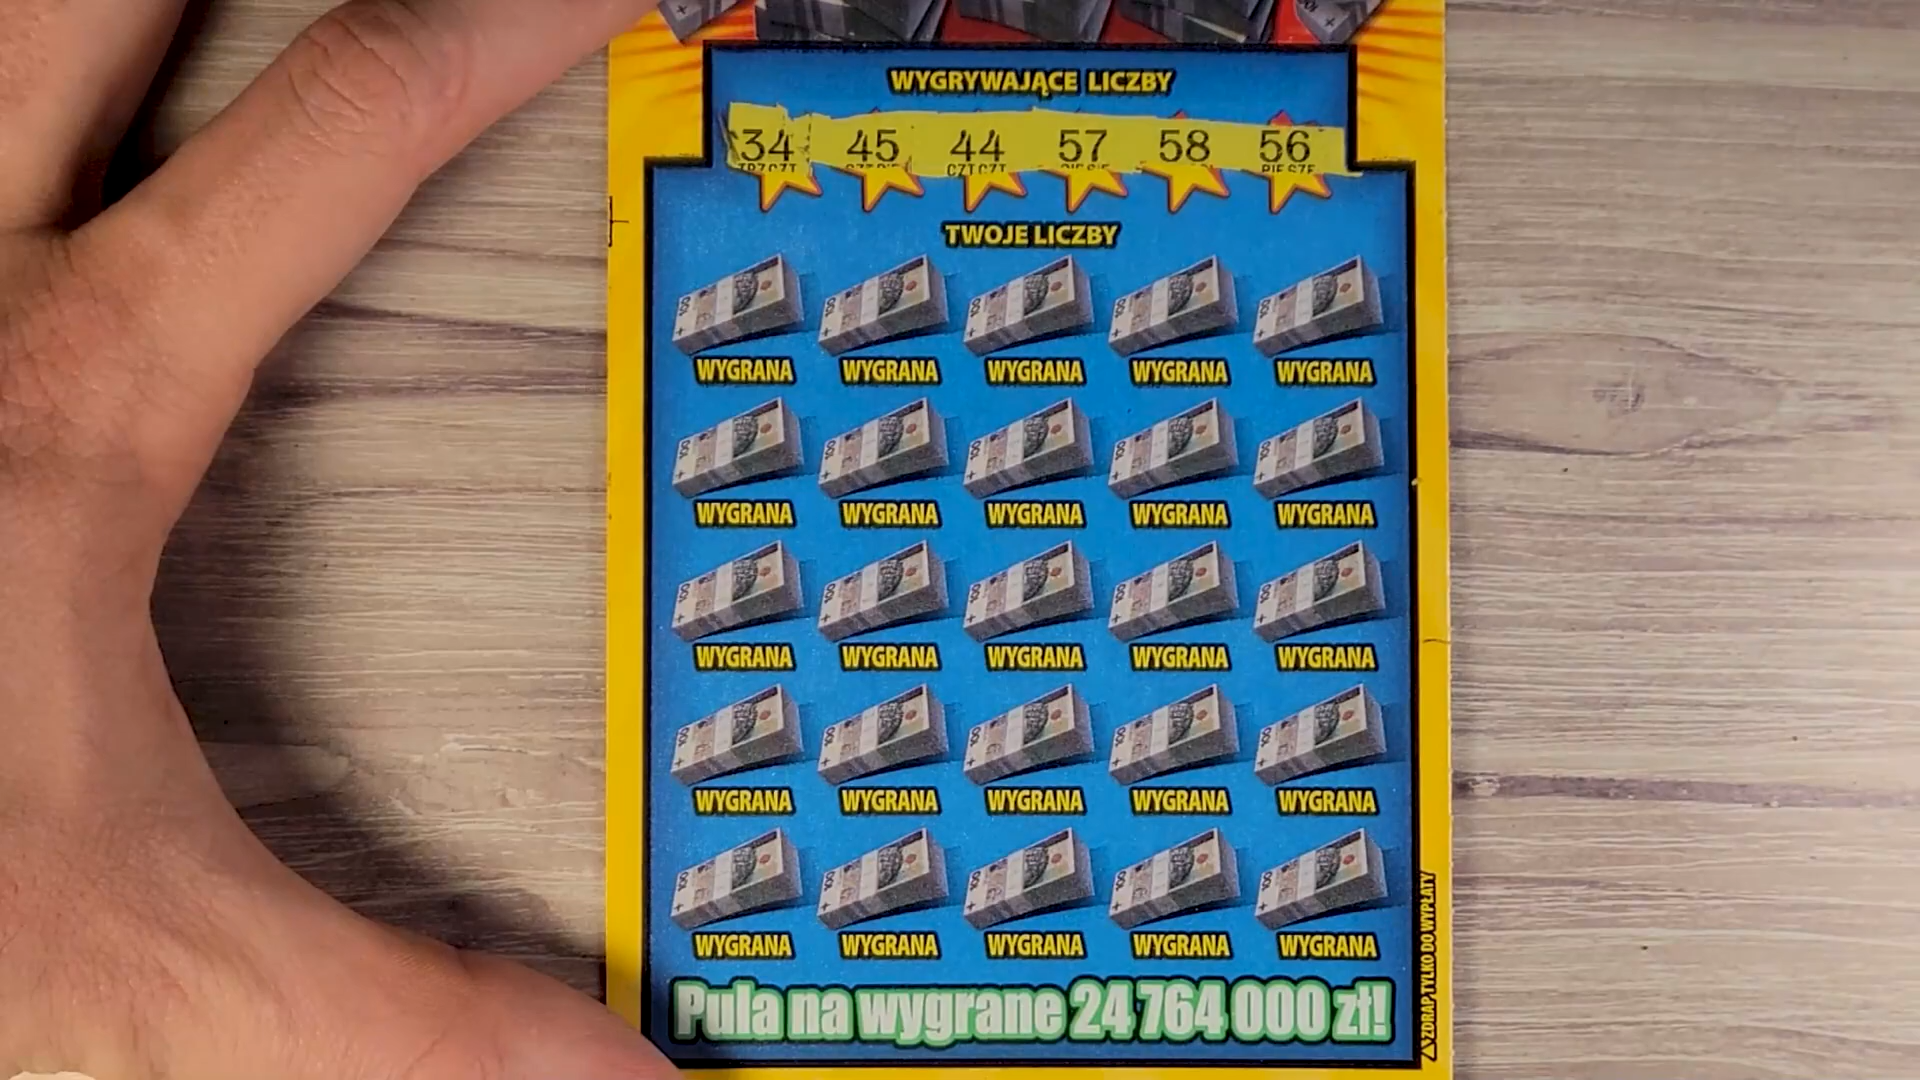 WYGRYWAJĄCE LICZBY
34 45 44 57 58 56
TWOJE LICZBY
WYGRANA WYGRANA WYGRANA WYGRANA WYGRANA
WYGRANA WYGRANA WYGRANA WYGRANA WYGRANA
WYGRANA WYGRANA WYGRANA WYGRANA WYGRANA
WYGRANA WYGRANA WYGRANA WYGRANA WYGRANA
WYGRANA WYGRANA WYGRANA WYGRANA WYGRANA
Pula na wygrane 24 764 000 zł!
ZDRAP TYLKO DO WYPŁATY